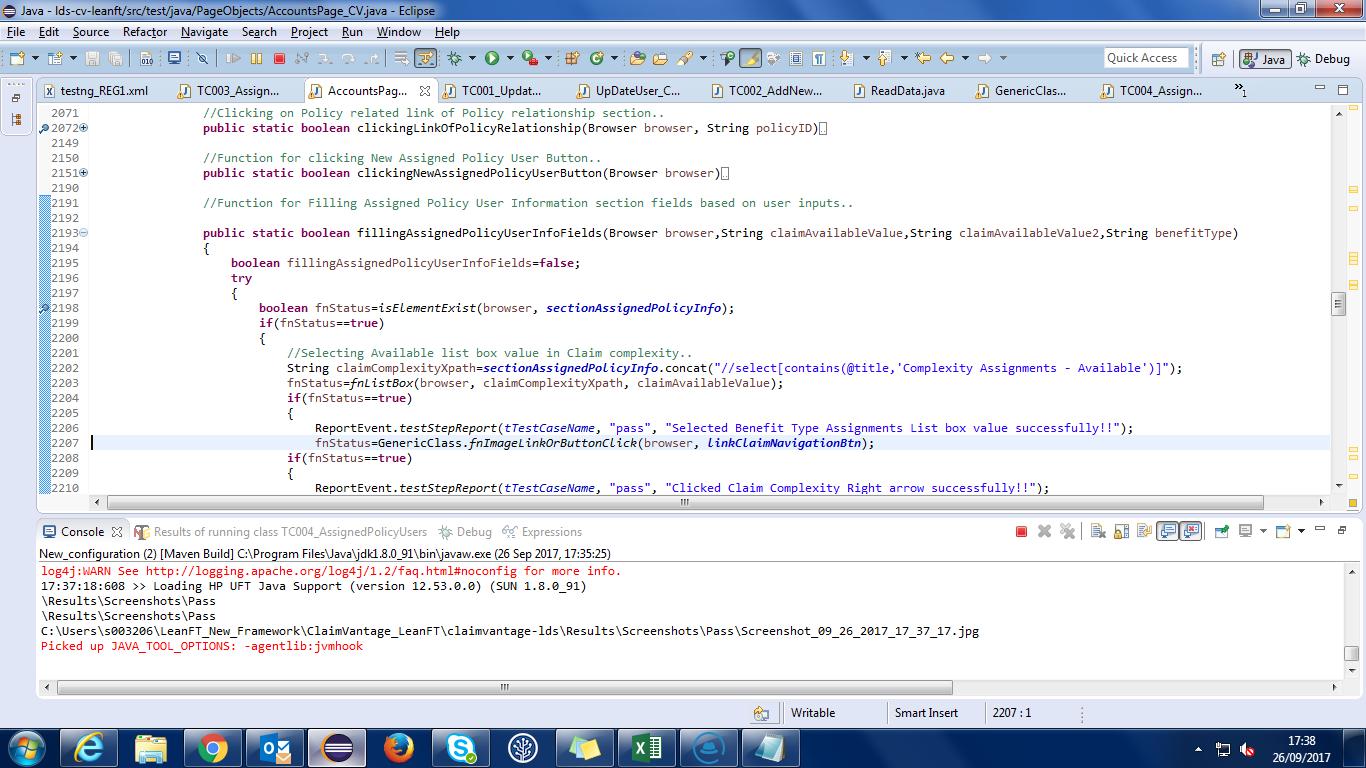 Java - lds-cv-leanft/src/test/java/PageObjects/AccountsPage_CV.java - Eclipse
File Edit Source Refactor Navigate Search Project Run Window Help
Quick Access Java Debug
testng_REG1.xml TC003_Assign... AccountsPag... TC001_Updat... UpDateUser_C... TC002_AddNew... ReadData.java GenericClas... TC004_Assign... »1
2071 //Clicking on Policy related link of Policy relationship section..
2072 public static boolean clickingLinkOfPolicyRelationship(Browser browser, String policyID)
2149
2150 //Function for clicking New Assigned Policy User Button..
2151 public static boolean clickingNewAssignedPolicyUserButton(Browser browser)
2190
2191 //Function for Filling Assigned Policy User Information section fields based on user inputs..
2192
2193 public static boolean fillingAssignedPolicyUserInfoFields(Browser browser,String claimAvailableValue,String claimAvailableValue2,String benefitType)
2194 {
2195 boolean fillingAssignedPolicyUserInfoFields=false;
2196 try
2197 {
2198 boolean fnStatus=isElementExist(browser, sectionAssignedPolicyInfo);
2199 if(fnStatus==true)
2200 {
2201 //Selecting Available list box value in Claim complexity..
2202 String claimComplexityXpath=sectionAssignedPolicyInfo.concat("//select[contains(@title,'Complexity Assignments - Available')]");
2203 fnStatus=fnListBox(browser, claimComplexityXpath, claimAvailableValue);
2204 if(fnStatus==true)
2205 {
2206 ReportEvent.testStepReport(tTestCaseName, "pass", "Selected Benefit Type Assignments List box value successfully!!");
2207 fnStatus=GenericClass.fnImageLinkOrButtonClick(browser, linkClaimNavigationBtn);
2208 if(fnStatus==true)
2209 {
2210 ReportEvent.testStepReport(tTestCaseName, "pass", "Clicked Claim Complexity Right arrow successfully!!");
Console Results of running class TC004_AssignedPolicyUsers Debug Expressions
New_configuration (2) [Maven Build] C:\Program Files\Java\jdk1.8.0_91\bin\javaw.exe (26 Sep 2017, 17:35:25)
log4j:WARN See http://logging.apache.org/log4j/1.2/faq.html#noconfig for more info.
17:37:18:608 >> Loading HP UFT Java Support (version 12.53.0.0) (SUN 1.8.0_91)
\Results\Screenshots\Pass
\Results\Screenshots\Pass
C:\Users\s003206\LeanFT_New_Framework\ClaimVantage_LeanFT\claimvantage-lds\Results\Screenshots\Pass\Screenshot_09_26_2017_17_37_17.jpg
Picked up JAVA_TOOL_OPTIONS: -agentlib:jvmhook
Writable Smart Insert 2207 : 1
17:38
26/09/2017